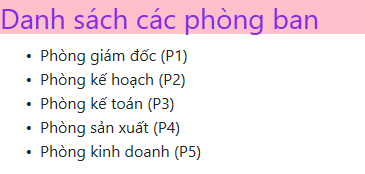 Danh sách các phòng ban
• Phòng giám đốc (P1)
• Phòng kế hoạch (P2)
• Phòng kế toán (P3)
• Phòng sản xuất (P4)
• Phòng kinh doanh (P5)